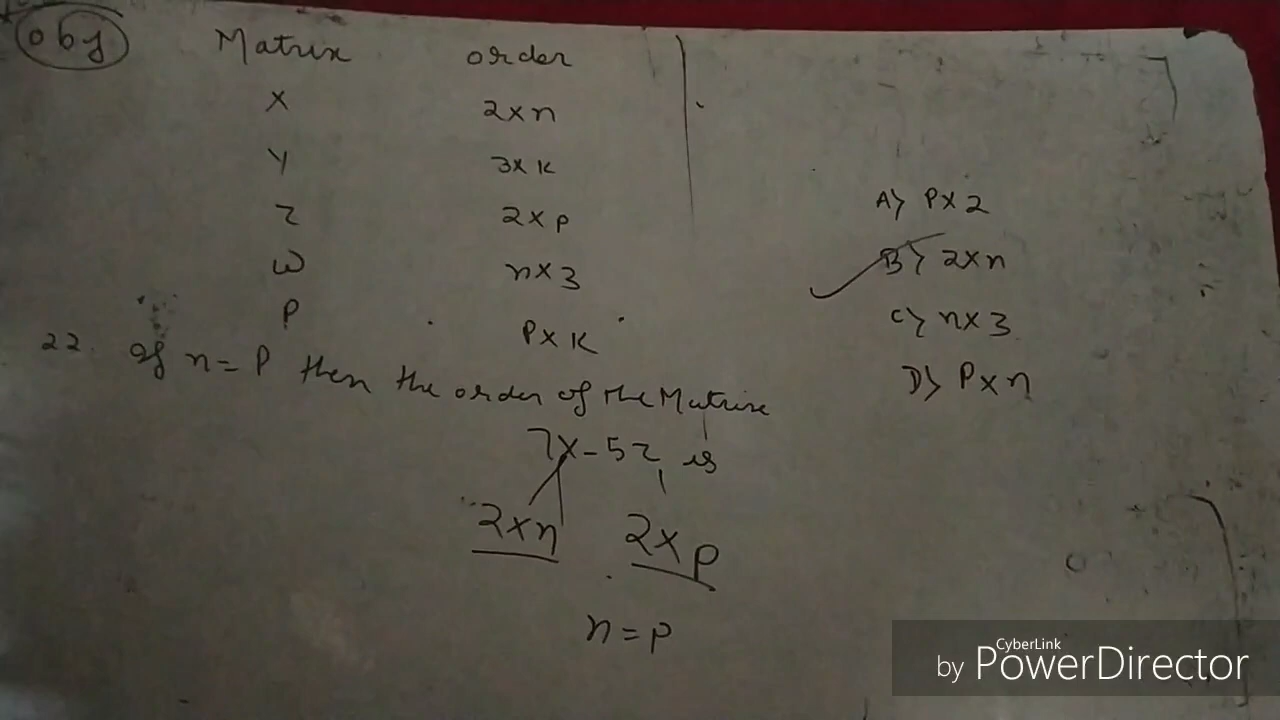 obj Matrix order
X 2×n
Y 3×K
Z 2×p
W n×3
P P×K
A> P×2
B> 2×n
C> n×3
D> P×n
22. If n=P then the order of the Matrix
7X-5Z is
2×n 2×p
n=p
CyberLink
by PowerDirector